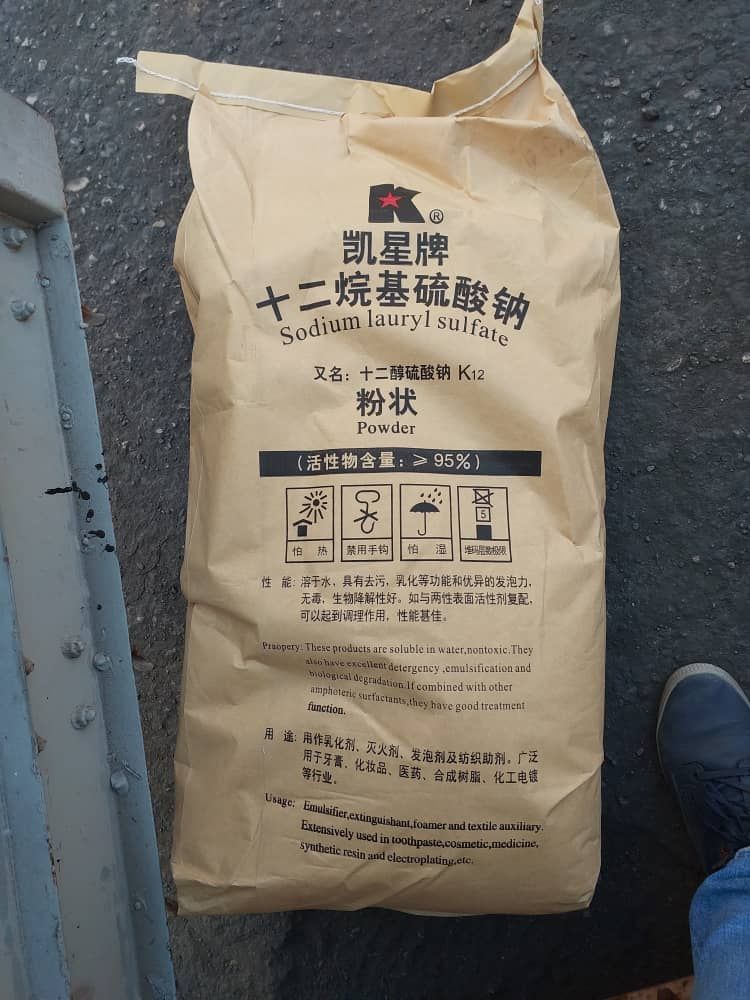 K®
凯星牌
十二烷基硫酸钠
Sodium lauryl sulfate
又名：十二醇硫酸钠 K12
粉状
Powder
（活性物含量：≥ 95%）
5
怕 热 禁用手钩 怕 湿 堆码层数极限
性 能：溶于水，具有去污，乳化等功能和优异的发泡力，
无毒，生物降解性好。如与两性表面活性剂复配，
可以起到调理作用，性能甚佳。
Praopery: These products are soluble in water,nontoxic.They
also have excellent detergency ,emulsification and
biological degradation.If combined with other
amphoteric surfactants,they have good treatment
function.
用 途：用作乳化剂、灭火剂、发泡剂及纺织助剂。广泛
用于牙膏、化妆品、医药、合成树脂、化工电镀
等行业。
Usage: Emulsifier,extinguishant,foamer and textile auxiliary.
Extensively used in toothpaste,cosmetic,medicine,
synthetic resin and electroplating,etc.